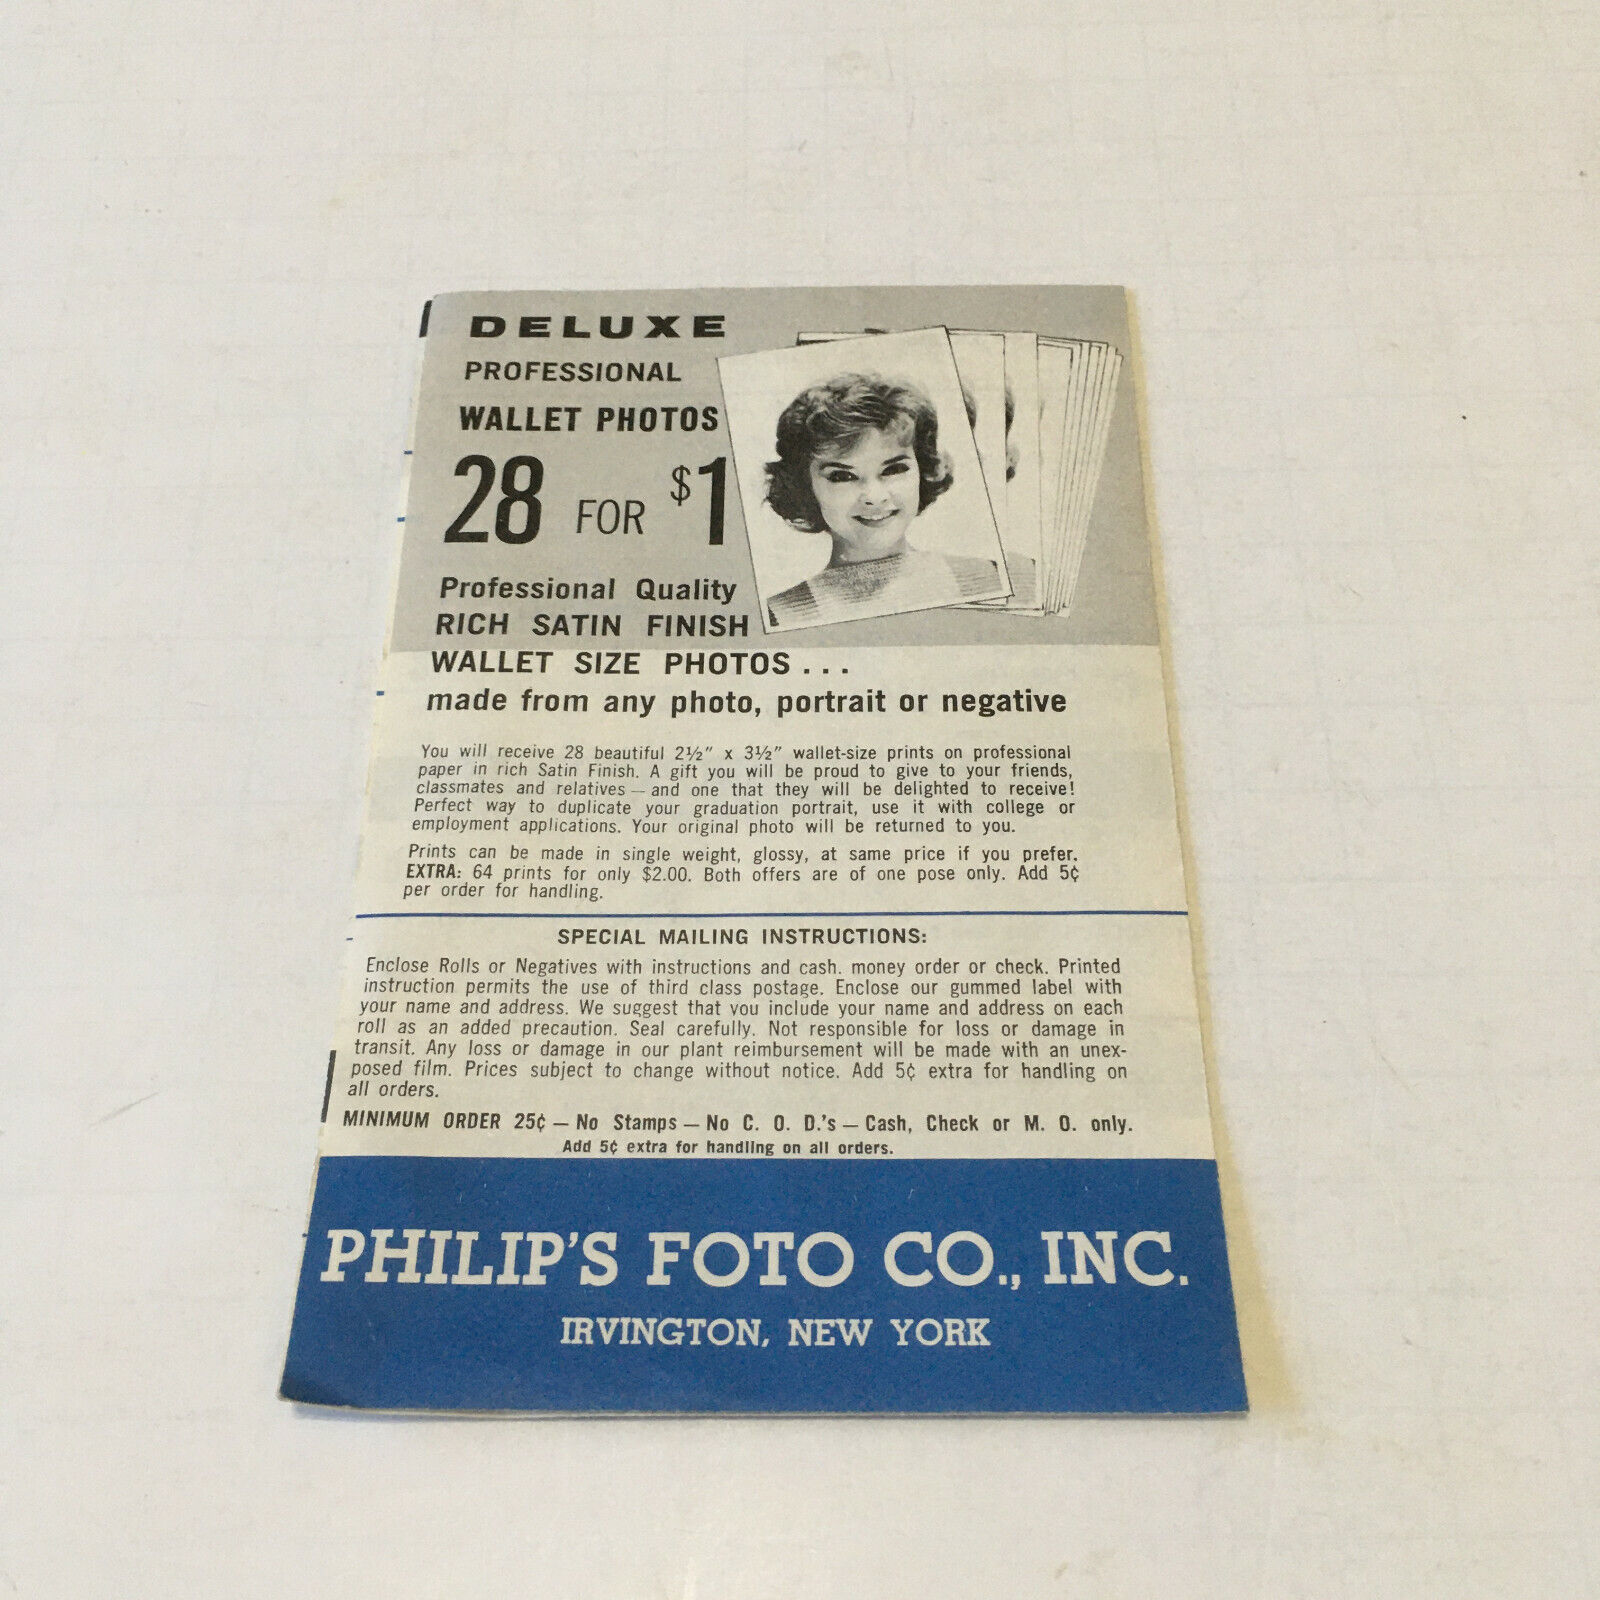 DELUXE
PROFESSIONAL
WALLET PHOTOS
28 FOR $1
Professional Quality
RICH SATIN FINISH
WALLET SIZE PHOTOS . . .
made from any photo, portrait or negative
You will receive 28 beautiful 2½" x 3½" wallet-size prints on professional
paper in rich Satin Finish. A gift you will be proud to give to your friends,
classmates and relatives — and one that they will be delighted to receive!
Perfect way to duplicate your graduation portrait, use it with college or
employment applications. Your original photo will be returned to you.
Prints can be made in single weight, glossy, at same price if you prefer.
EXTRA: 64 prints for only $2.00. Both offers are of one pose only. Add 5¢
per order for handling.
SPECIAL MAILING INSTRUCTIONS:
Enclose Rolls or Negatives with instructions and cash. money order or check. Printed
instruction permits the use of third class postage. Enclose our gummed label with
your name and address. We suggest that you include your name and address on each
roll as an added precaution. Seal carefully. Not responsible for loss or damage in
transit. Any loss or damage in our plant reimbursement will be made with an unex-
posed film. Prices subject to change without notice. Add 5¢ extra for handling on
all orders.
MINIMUM ORDER 25¢ — No Stamps — No C. O. D.'s — Cash, Check or M. O. only.
Add 5¢ extra for handling on all orders.
PHILIP'S FOTO CO., INC.
IRVINGTON, NEW YORK